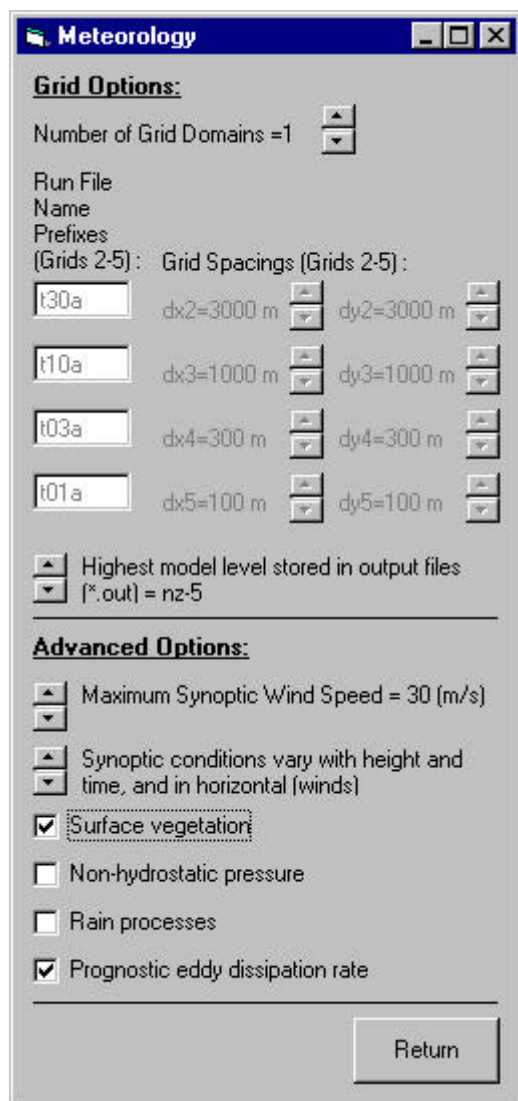 Meteorology
Grid Options:
Number of Grid Domains =1
Run File
Name
Prefixes
(Grids 2-5) : Grid Spacings (Grids 2-5) :
t30a dx2=3000 m dy2=3000 m
t10a dx3=1000 m dy3=1000 m
t03a dx4=300 m dy4=300 m
t01a dx5=100 m dy5=100 m
Highest model level stored in output files
(*.out) = nz-5
Advanced Options:
Maximum Synoptic Wind Speed = 30 (m/s)
Synoptic conditions vary with height and
time, and in horizontal (winds)
Surface vegetation
Non-hydrostatic pressure
Rain processes
Prognostic eddy dissipation rate
Return